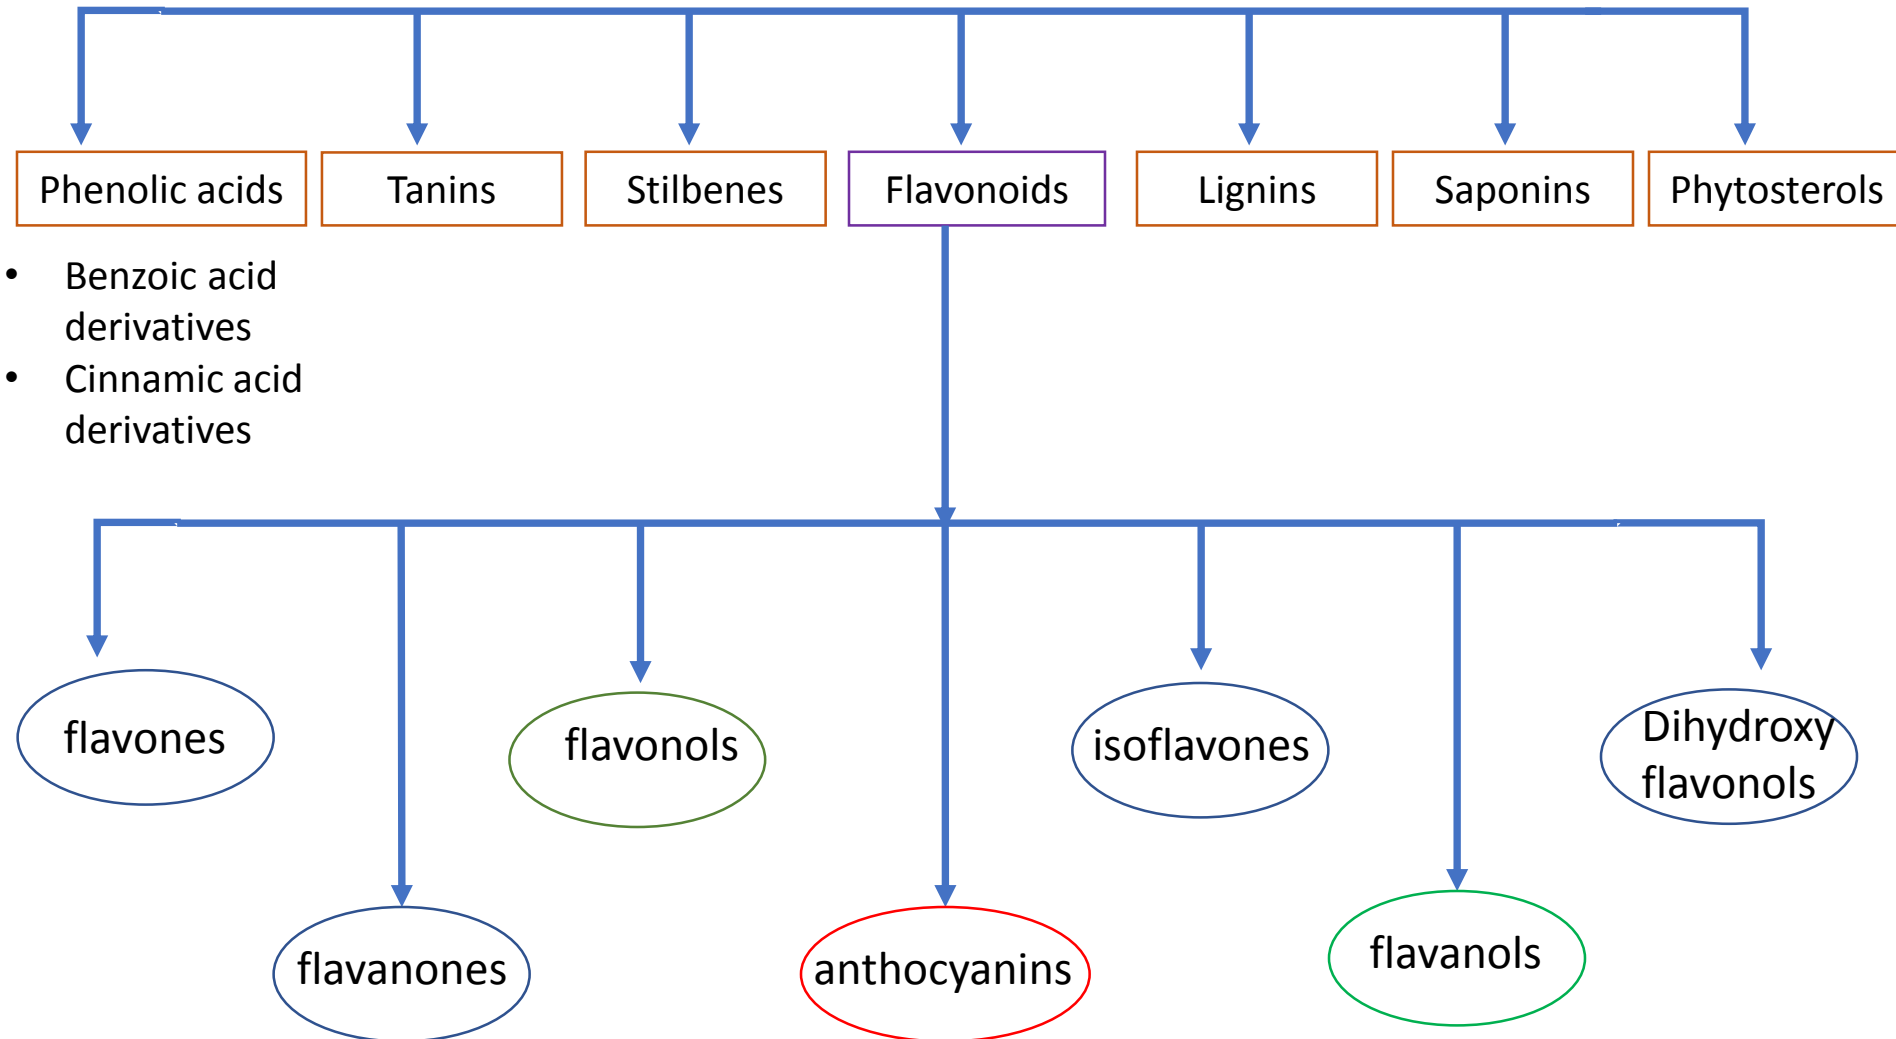 Phenolic acids
Tanins
Stilbenes
Flavonoids
Lignins
Saponins
Phytosterols
• Benzoic acid
derivatives
• Cinnamic acid
derivatives
flavones
flavonols
isoflavones
Dihydroxy
flavonols
flavanones
anthocyanins
flavanols